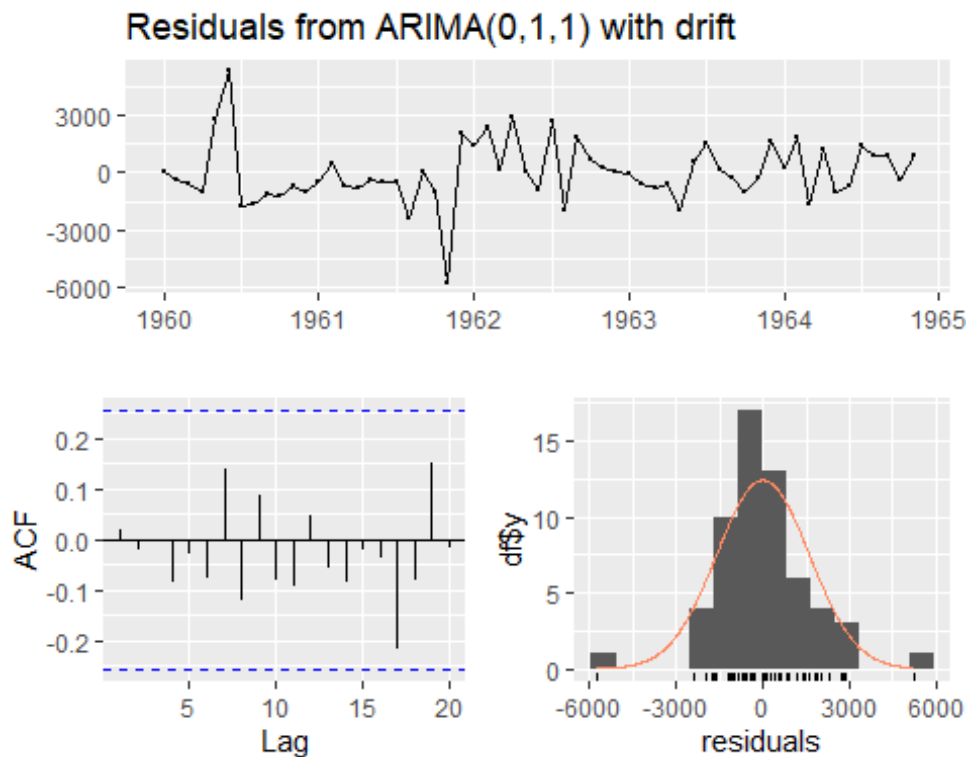 Residuals from ARIMA(0,1,1) with drift
3000
0
-3000
-6000
1960 1961 1962 1963 1964 1965
0.2
0.1
0.0
-0.1
-0.2
ACF
5 10 15 20
Lag
15
10
5
0
df$y
-6000 -3000 0 3000 6000
residuals